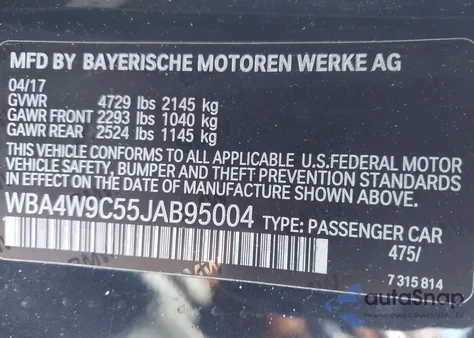 MFD BY BAYERISCHE MOTOREN WERKE AG
04/17
GVWR 4729 lbs 2145 kg
GAWR FRONT 2293 lbs 1040 kg
GAWR REAR 2524 lbs 1145 kg
THIS VEHICLE CONFORMS TO ALL APPLICABLE U.S.FEDERAL MOTOR
VEHICLE SAFETY, BUMPER AND THEFT PREVENTION STANDARDS
IN EFFECT ON THE DATE OF MANUFACTURE SHOWN ABOVE.
WBA4W9C55JAB95004 TYPE: PASSENGER CAR
475/
7 315 814
autoSnap